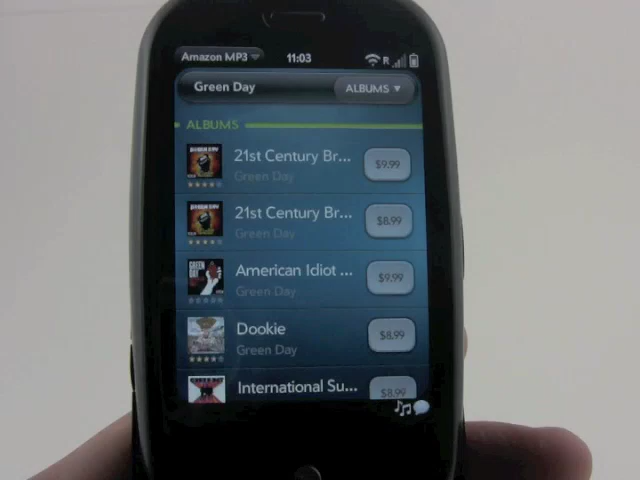 Amazon MP3 11:03 R
Green Day ALBUMS
ALBUMS
21st Century Br... $9.99
Green Day
21st Century Br... $8.99
Green Day
American Idiot ... $9.99
Green Day
Dookie $8.99
Green Day
International Su... $8.99